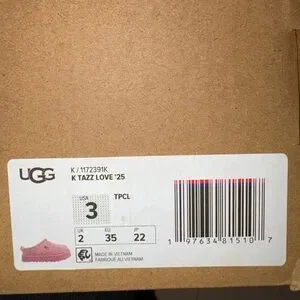 UGG
K / 1172391K
K TAZZ LOVE '25
USA
3
TPCL
UK EU JP
2 35 22
MADE IN VIETNAM
FABRIQUÉ AU VIETNAM
1 97634 81510 7